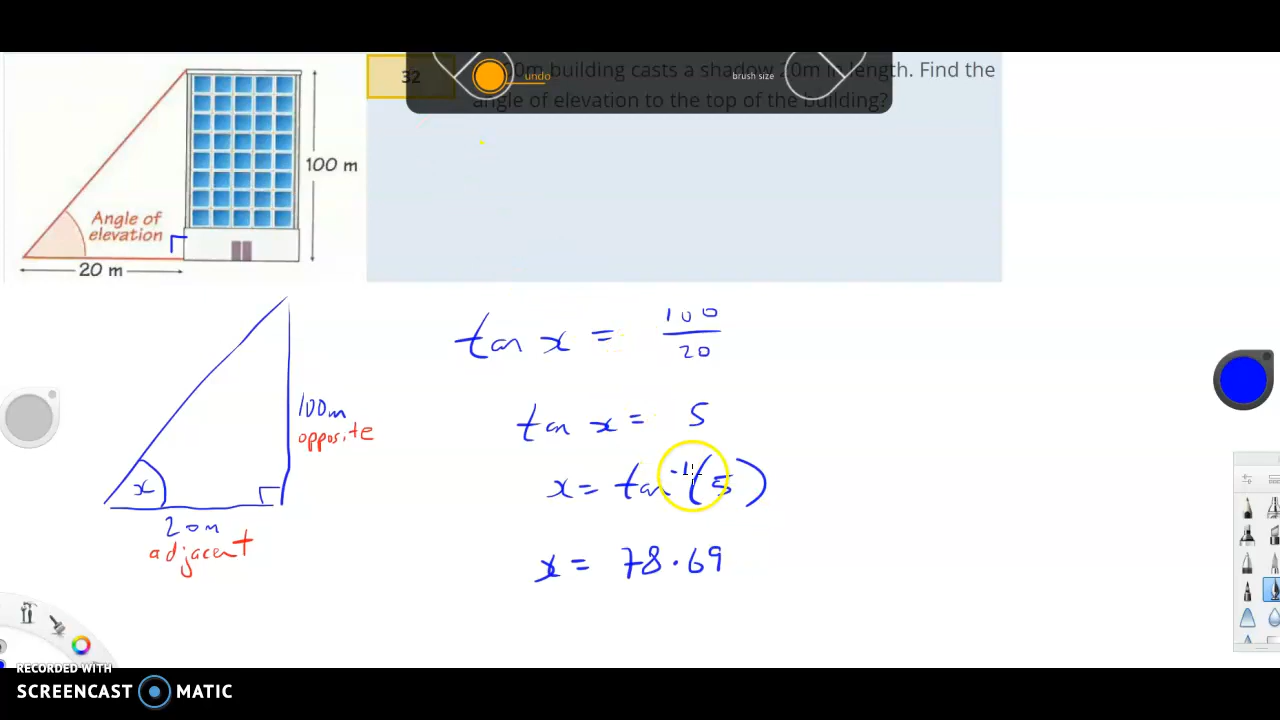 32
00m building casts a shadow 20m in length. Find the
angle of elevation to the top of the building?
undo
brush size
100 m
Angle of
elevation
20 m
100m
opposite
x
20m
adjacent
tan x = 100/20
tan x = 5
x = tan⁻¹(5)
x = 78.69
RECORDED WITH
SCREENCAST MATIC